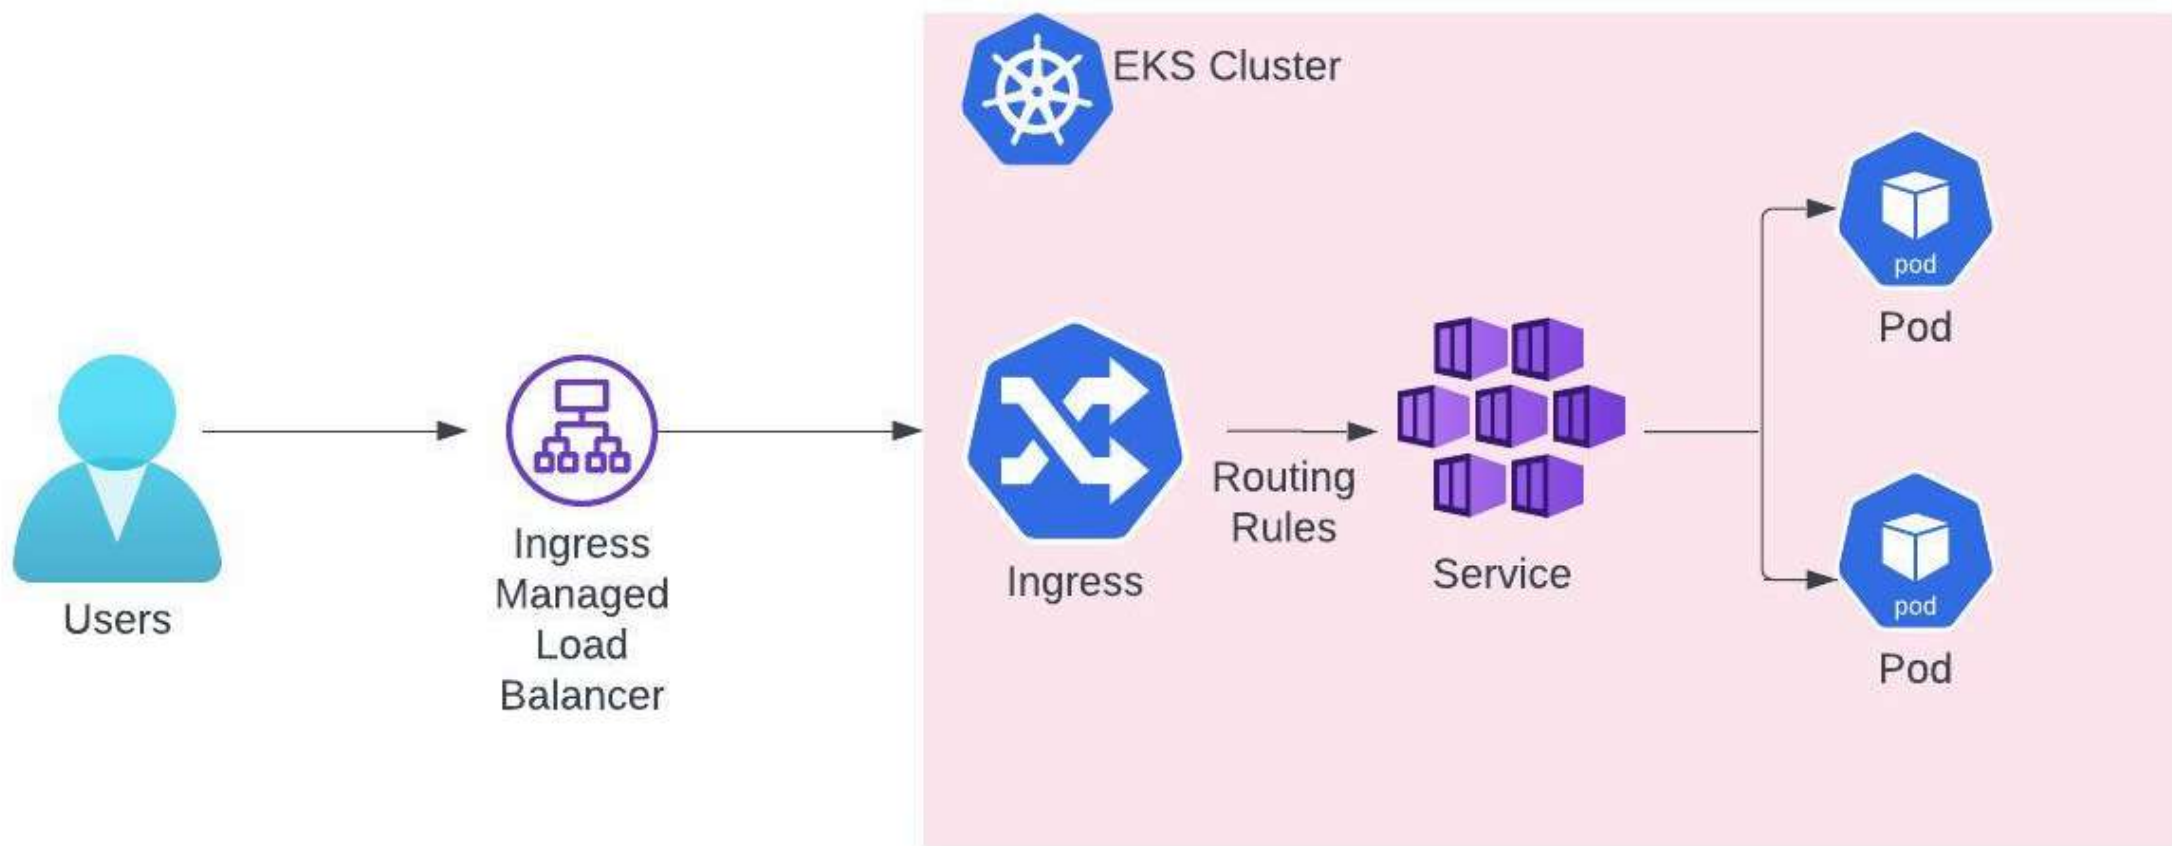 EKS Cluster
Users
Ingress
Managed
Load
Balancer
Ingress
Routing
Rules
Service
pod
Pod
pod
Pod